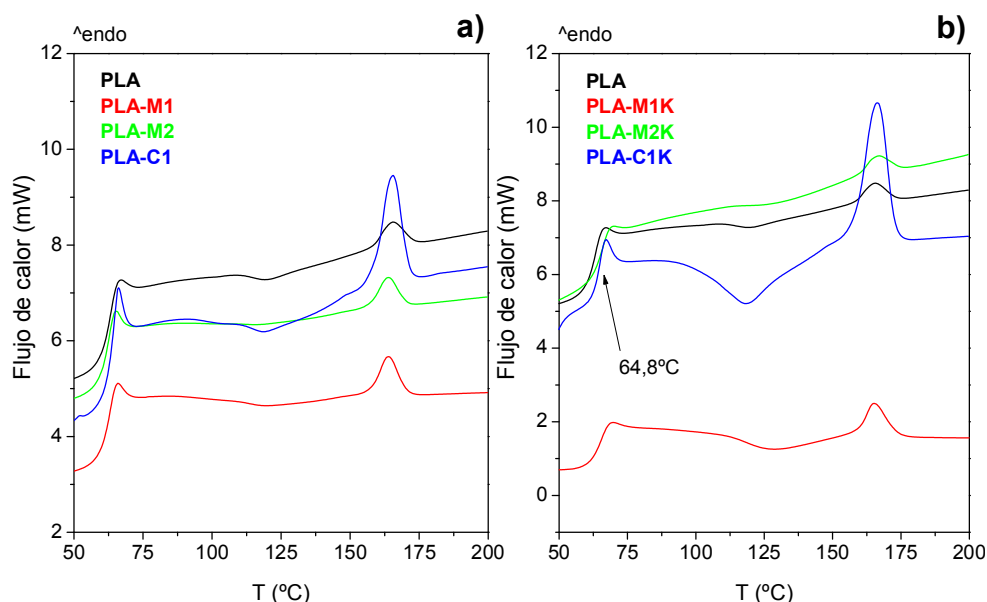 ^endo
a)
PLA
PLA-M1
PLA-M2
PLA-C1
Flujo de calor (mW)
12
10
8
6
4
2
50 75 100 125 150 175 200
T (ºC)
^endo
b)
PLA
PLA-M1K
PLA-M2K
PLA-C1K
Flujo de calor (mW)
12
10
8
6
4
2
0
64,8ºC
50 75 100 125 150 175 200
T (ºC)